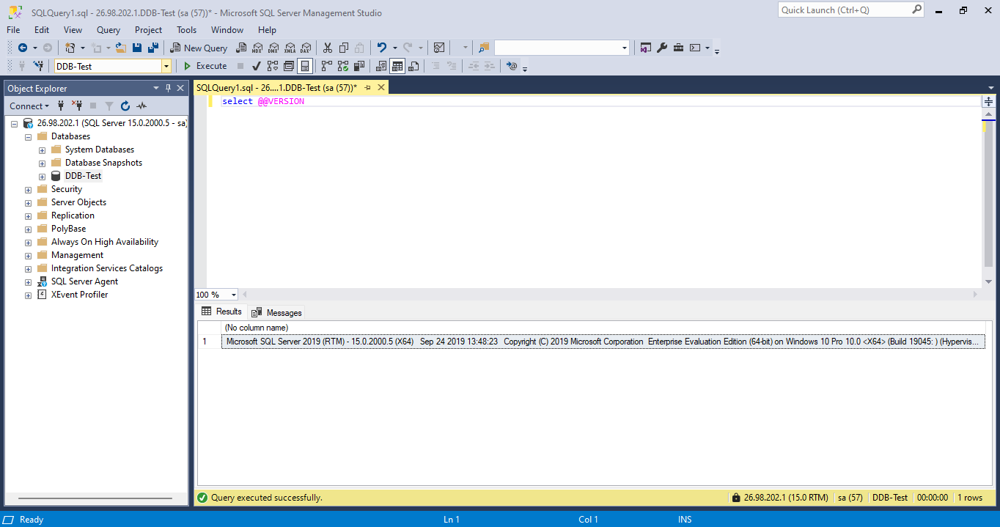 SQLQuery1.sql - 26.98.202.1.DDB-Test (sa (57))* - Microsoft SQL Server Management Studio
Quick Launch (Ctrl+Q)
File Edit View Query Project Tools Window Help
New Query MDX DMX XMLA DAX
DDB-Test Execute
Object Explorer
SQLQuery1.sql - 26....1.DDB-Test (sa (57))*
Connect
select @@VERSION
26.98.202.1 (SQL Server 15.0.2000.5 - sa)
Databases
System Databases
Database Snapshots
DDB-Test
Security
Server Objects
Replication
PolyBase
Always On High Availability
Management
Integration Services Catalogs
SQL Server Agent
XEvent Profiler
100 %
Results Messages
(No column name)
1 Microsoft SQL Server 2019 (RTM) - 15.0.2000.5 (X64) Sep 24 2019 13:48:23 Copyright (C) 2019 Microsoft Corporation Enterprise Evaluation Edition (64-bit) on Windows 10 Pro 10.0 <X64> (Build 19045: ) (Hypervis...
Query executed successfully. 26.98.202.1 (15.0 RTM) sa (57) DDB-Test 00:00:00 1 rows
Ready Ln 1 Col 1 INS